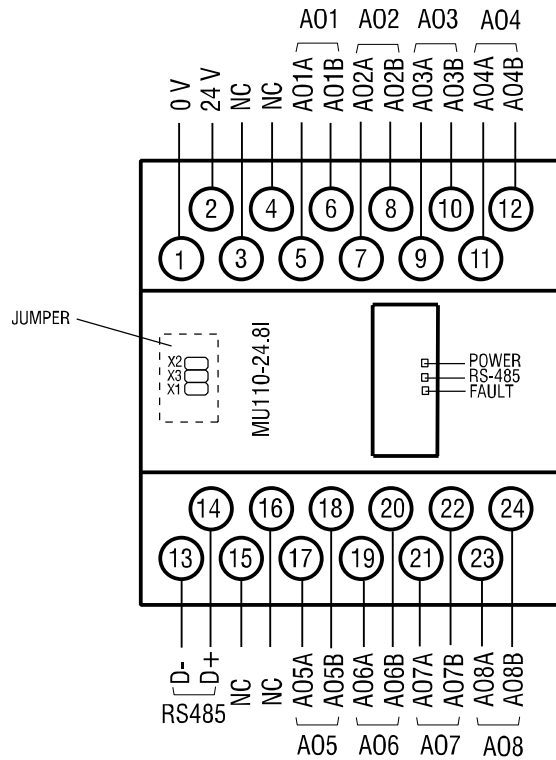 AO1 AO2 AO3 AO4
0 V 24 V NC NC AO1A AO1B AO2A AO2B AO3A AO3B AO4A AO4B
2 4 6 8 10 12
1 3 5 7 9 11
JUMPER
X2
X3
X1
MU110-24.8I
POWER
RS-485
FAULT
14 16 18 20 22 24
13 15 17 19 21 23
D- D+ NC NC AO5A AO5B AO6A AO6B AO7A AO7B AO8A AO8B
RS485
AO5 AO6 AO7 AO8